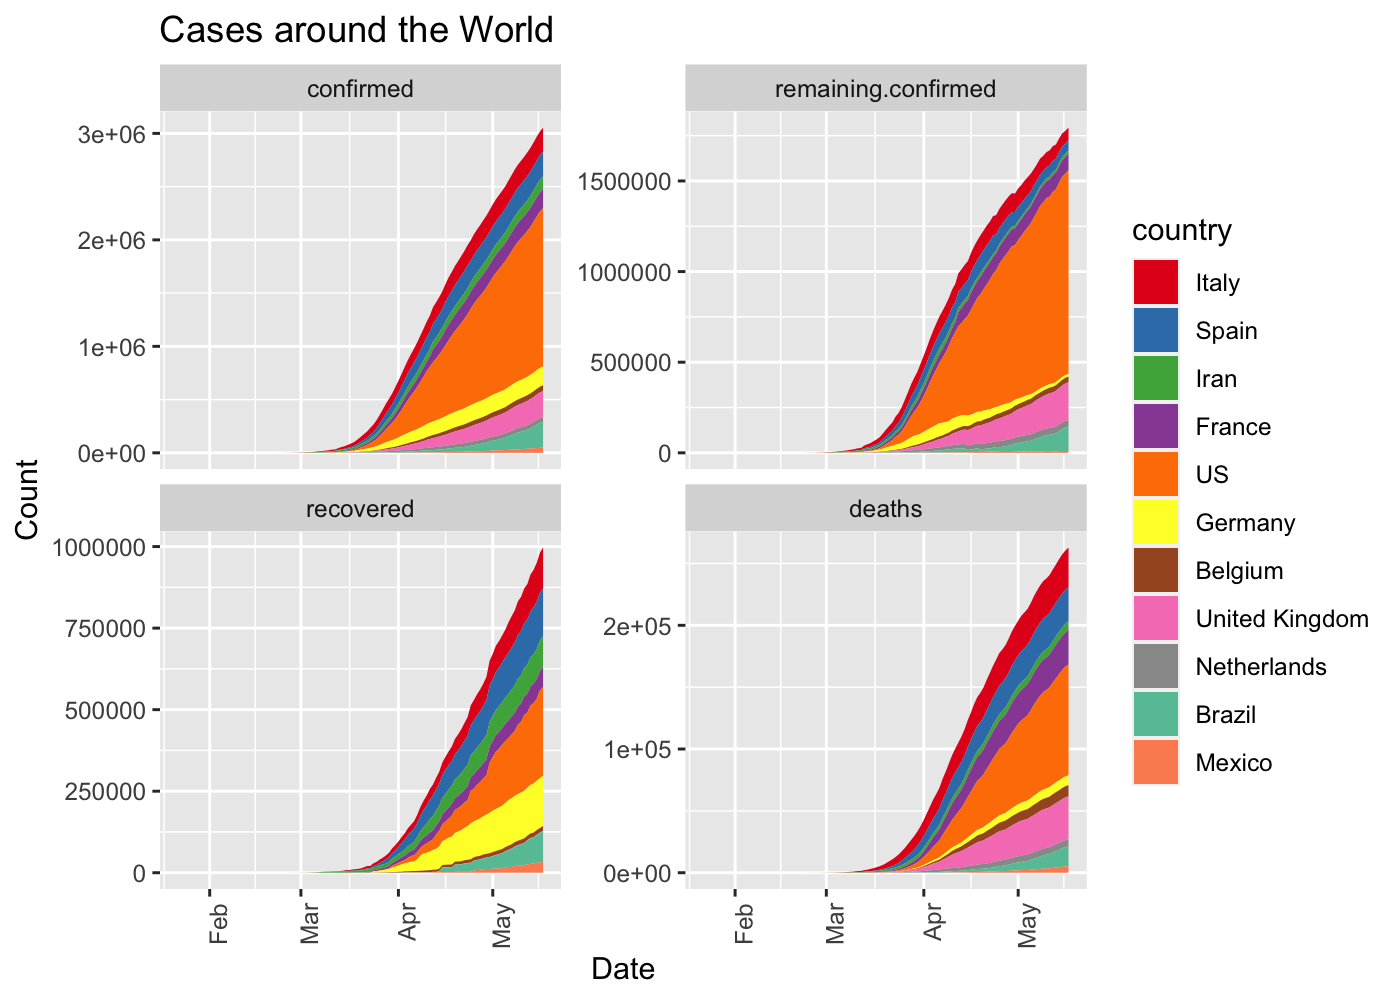 Cases around the World
confirmed
remaining.confirmed
3e+06
2e+06
1e+06
0e+00
1500000
1000000
500000
0
recovered
deaths
1000000
750000
500000
250000
0
2e+05
1e+05
0e+00
Feb
Mar
Apr
May
Feb
Mar
Apr
May
Count
Date
country
Italy
Spain
Iran
France
US
Germany
Belgium
United Kingdom
Netherlands
Brazil
Mexico